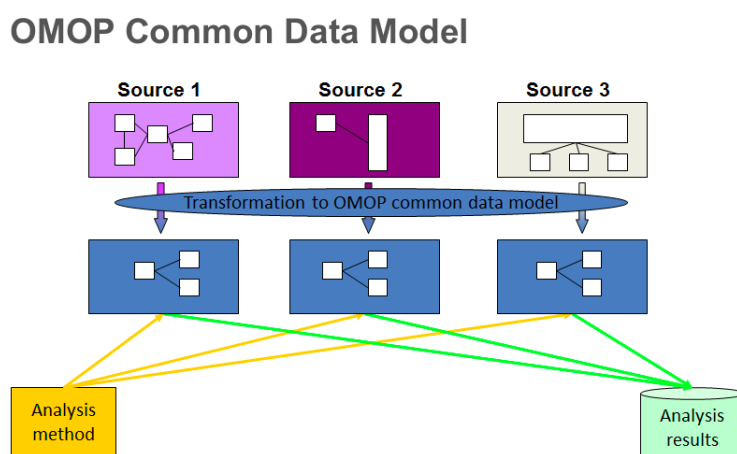 OMOP Common Data Model
Source 1
Source 2
Source 3
Transformation to OMOP common data model
Analysis
method
Analysis
results